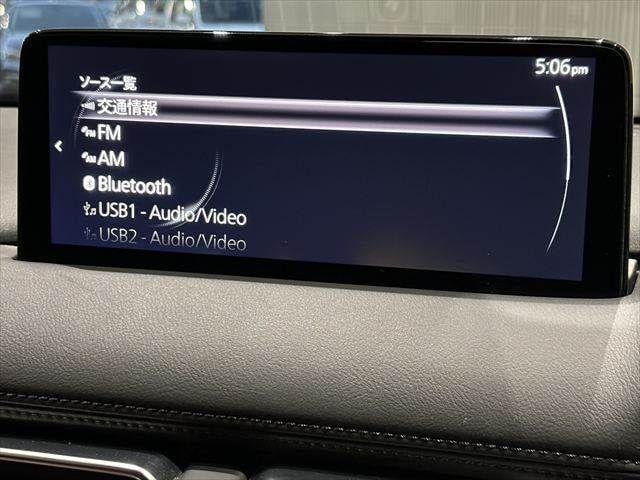 5:06pm
ソース一覧
交通情報
FM
AM
Bluetooth
USB1 - Audio/Video
USB2 - Audio/Video